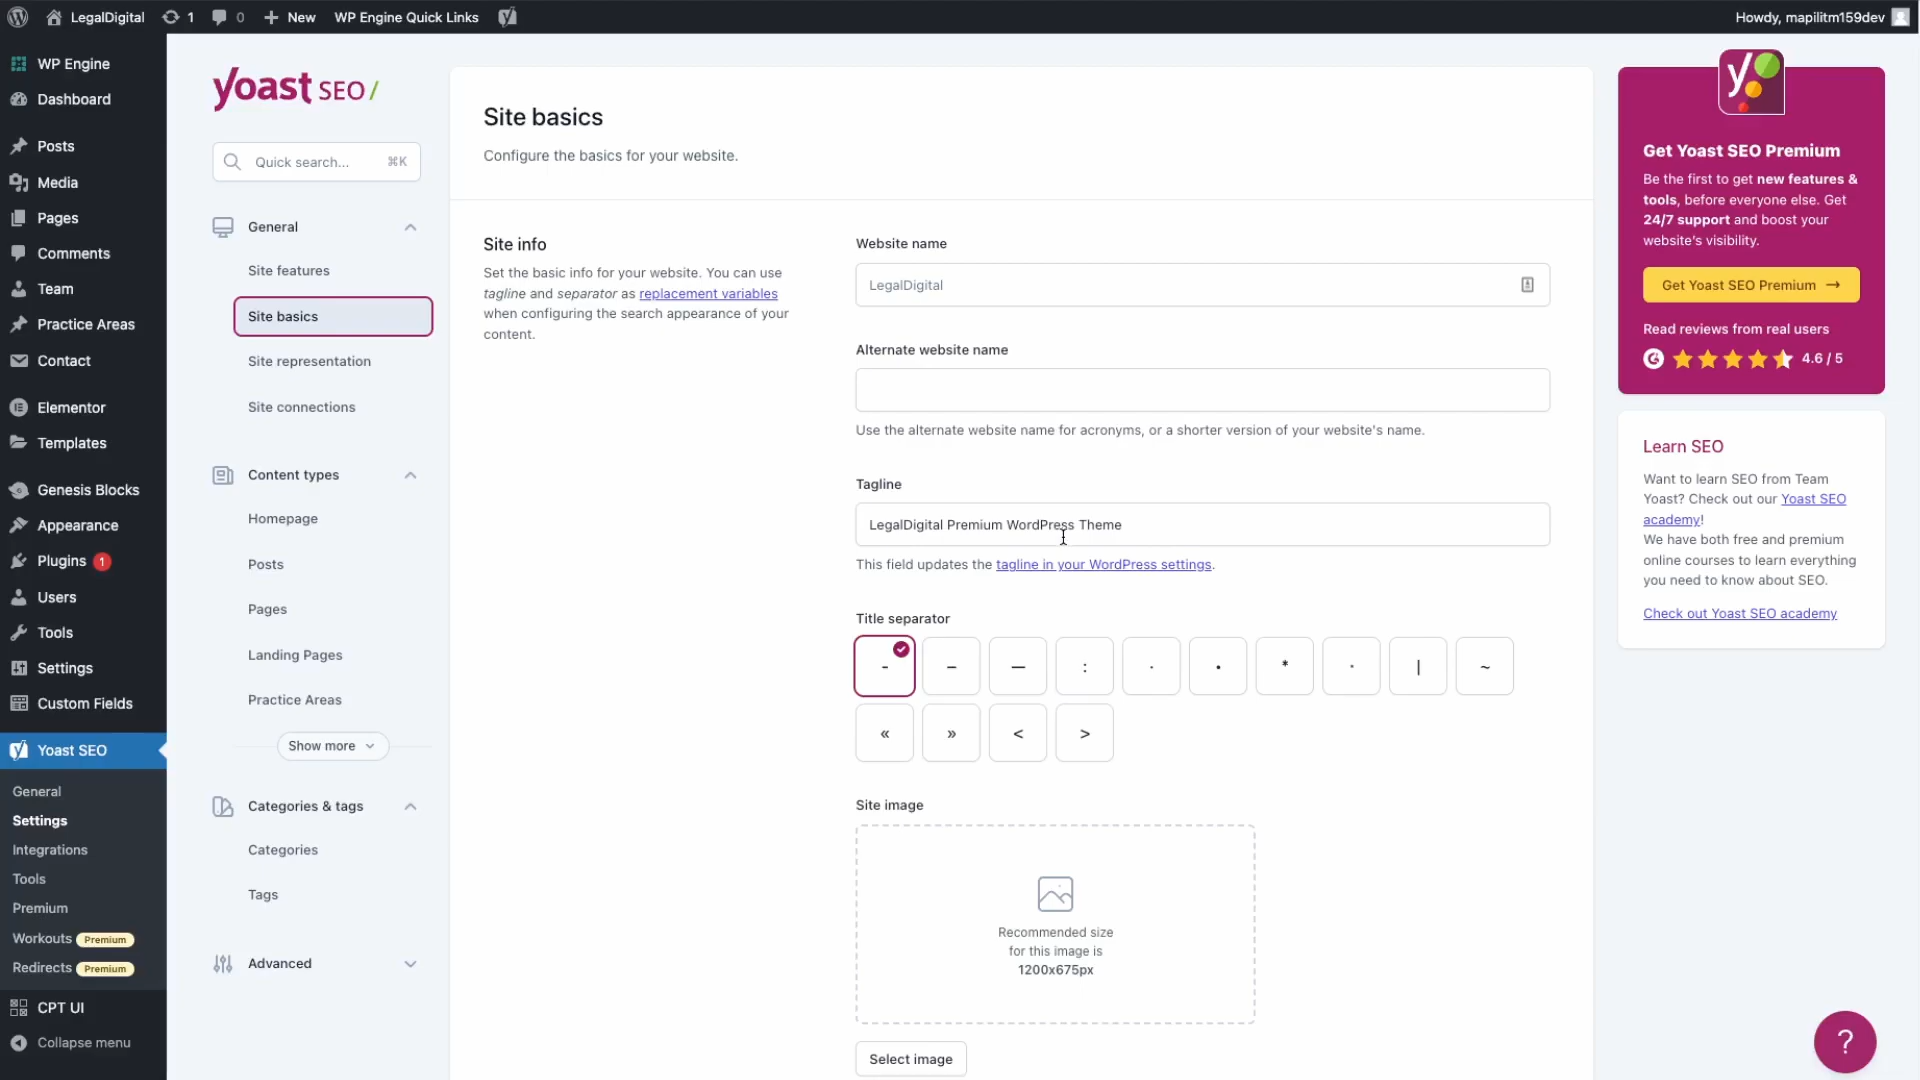 LegalDigital 1 0 New WP Engine Quick Links Howdy, mapilitm159dev
WP Engine
Dashboard
Posts
Media
Pages
Comments
Team
Practice Areas
Contact
Elementor
Templates
Genesis Blocks
Appearance
Plugins 1
Users
Tools
Settings
Custom Fields
Yoast SEO
General
Settings
Integrations
Tools
Premium
Workouts Premium
Redirects Premium
CPT UI
Collapse menu
yoast SEO/
Quick search... ⌘K
General
Site features
Site basics
Site representation
Site connections
Content types
Homepage
Posts
Pages
Landing Pages
Practice Areas
Show more
Categories & tags
Categories
Tags
Advanced
Site basics
Configure the basics for your website.
Site info
Set the basic info for your website. You can use
tagline and separator as replacement variables
when configuring the search appearance of your
content.
Website name
LegalDigital
Alternate website name
Use the alternate website name for acronyms, or a shorter version of your website's name.
Tagline
LegalDigital Premium WordPress Theme
This field updates the tagline in your WordPress settings.
Title separator
- – — : · • * ⋆ | ~
« » < >
Site image
Recommended size
for this image is
1200x675px
Select image
y
Get Yoast SEO Premium
Be the first to get new features &
tools, before everyone else. Get
24/7 support and boost your
website's visibility.
Get Yoast SEO Premium →
Read reviews from real users
4.6 / 5
Learn SEO
Want to learn SEO from Team
Yoast? Check out our Yoast SEO
academy!
We have both free and premium
online courses to learn everything
you need to know about SEO.
Check out Yoast SEO academy
?